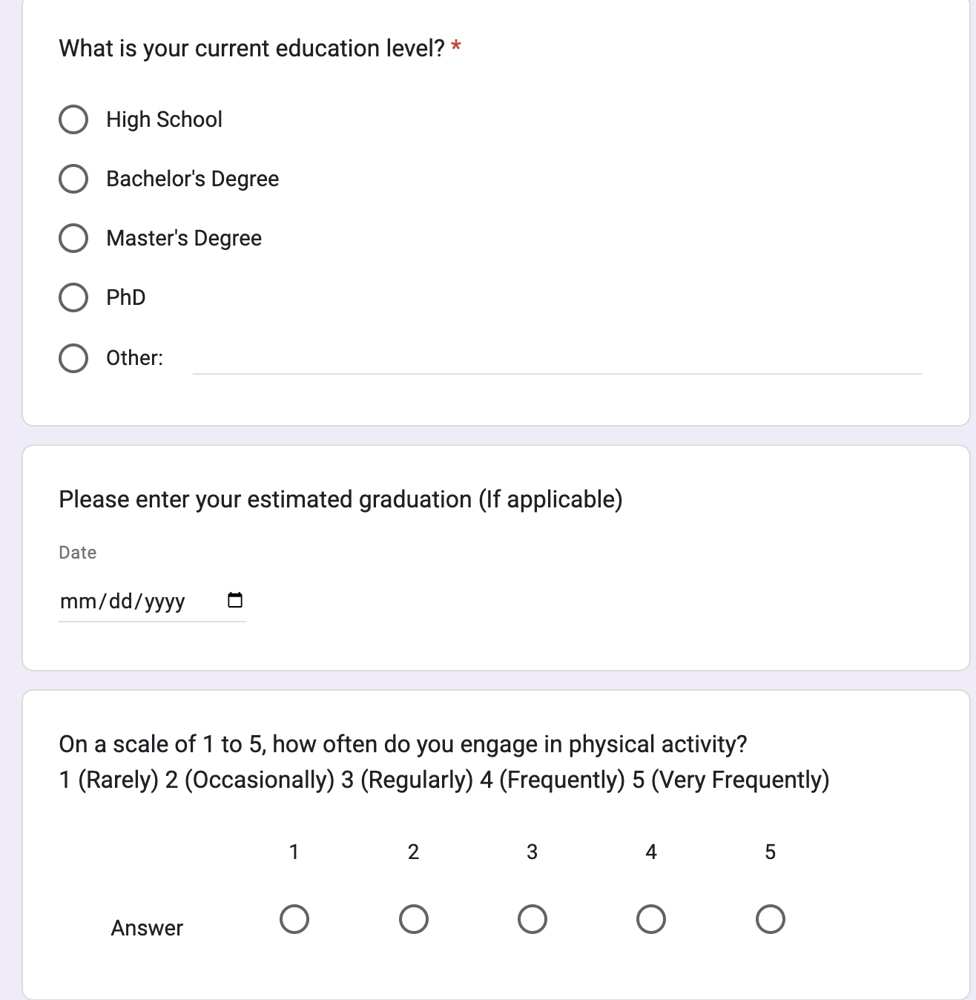 What is your current education level? *
High School
Bachelor's Degree
Master's Degree
PhD
Other:
Please enter your estimated graduation (If applicable)
Date
mm/dd/yyyy
On a scale of 1 to 5, how often do you engage in physical activity?
1 (Rarely) 2 (Occasionally) 3 (Regularly) 4 (Frequently) 5 (Very Frequently)
1 2 3 4 5
Answer